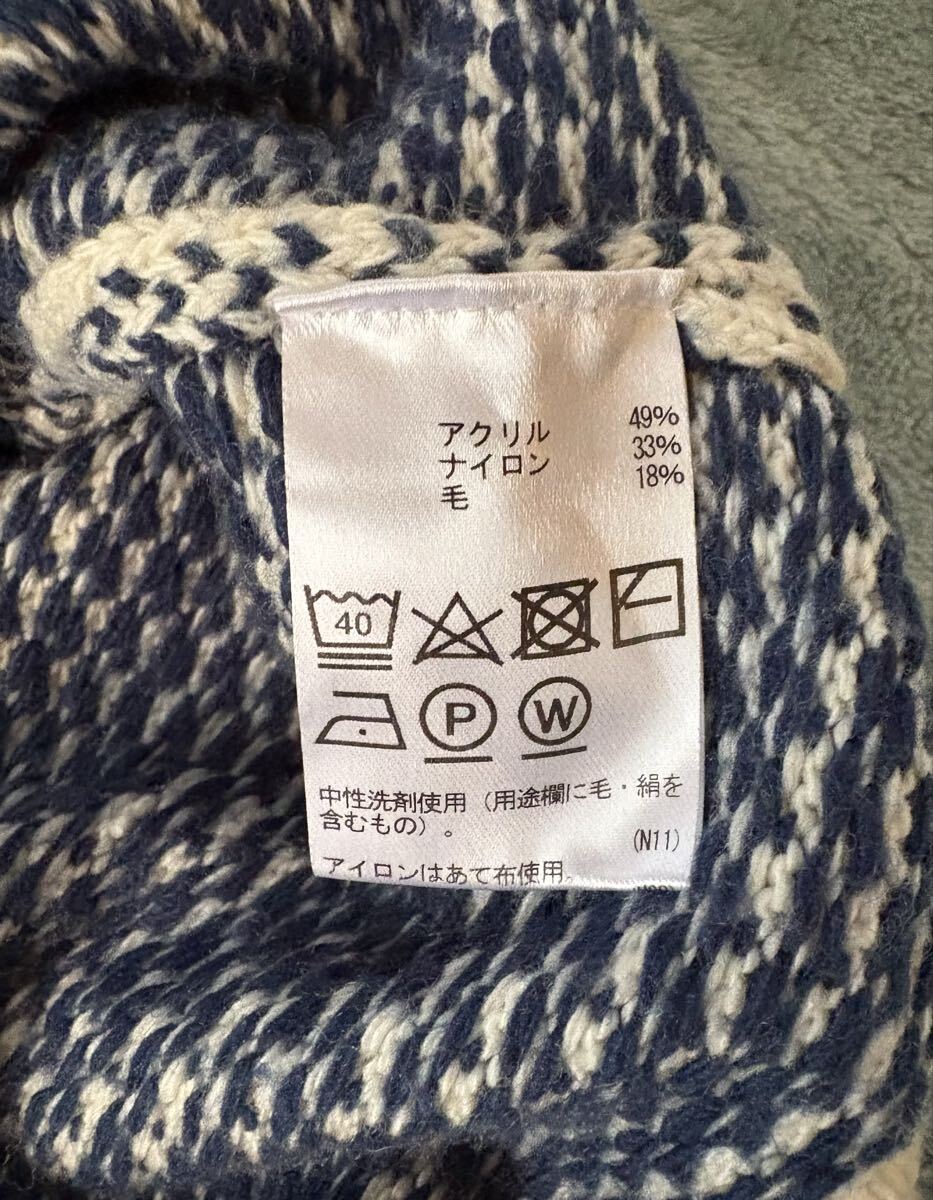 アクリル 49%
ナイロン 33%
毛 18%
40
P W
中性洗剤使用（用途欄に毛・絹を
含むもの）。 (N11)
アイロンはあて布使用。